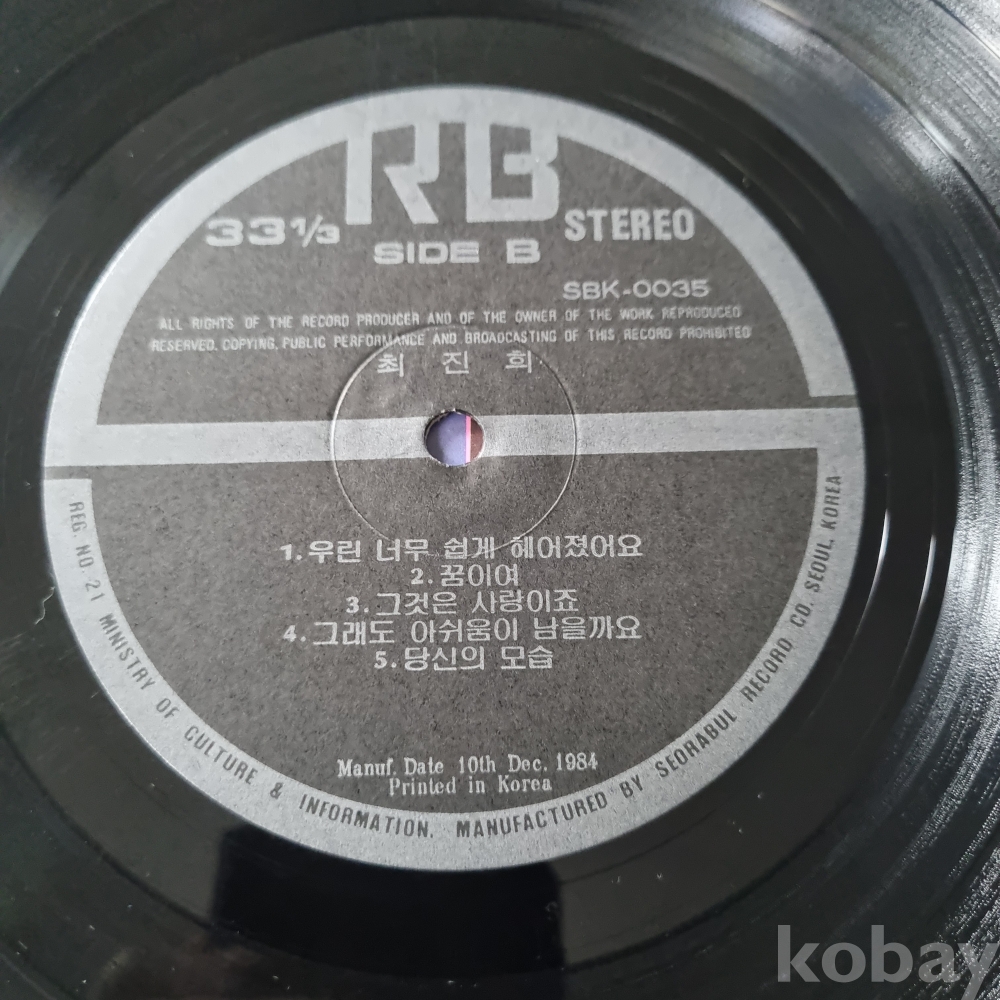 RB
33 1/3
STEREO
SIDE B
SBK-0035
ALL RIGHTS OF THE RECORD PRODUCER AND OF THE OWNER OF THE WORK REPRODUCED
RESERVED. COPYING, PUBLIC PERFORMANCE AND BROADCASTING OF THIS RECORD PROHIBITED
최 진 희
1. 우린 너무 쉽게 헤어졌어요
2. 꿈이여
3. 그것은 사랑이죠
4. 그래도 아쉬움이 남을까요
5. 당신의 모습
Manuf. Date 10th Dec. 1984
Printed in Korea
REG. NO. 21 MINISTRY OF CULTURE & INFORMATION. MANUFACTURED BY SEORABUL RECORD CO. SEOUL. KOREA
kobay